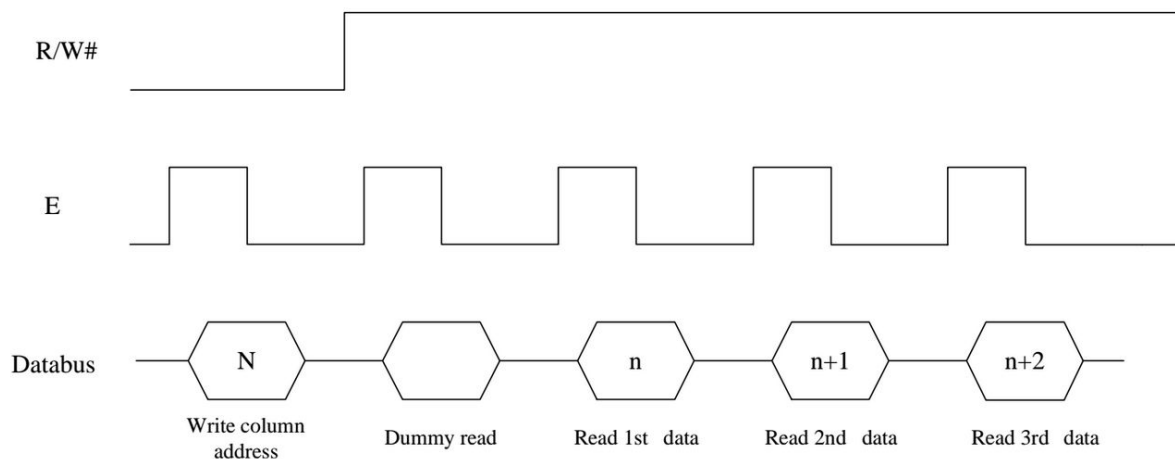 R/W#
E
Databus
N
n
n+1
n+2
Write column
address
Dummy read
Read 1st data
Read 2nd data
Read 3rd data